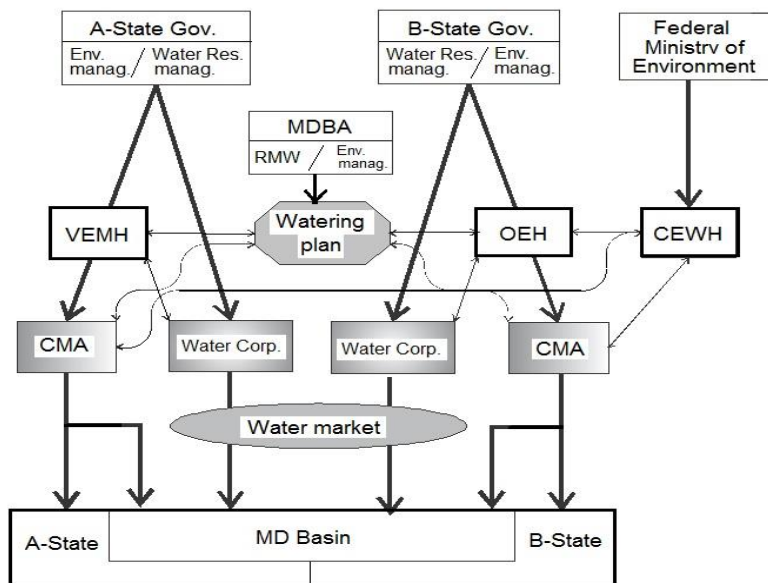 A-State Gov.
Env. manag. / Water Res. manag.
B-State Gov.
Water Res. manag. / Env. manag.
Federal
Ministrv of
Environment
MDBA
RMW / Env. manag.
VEMH
Watering
plan
OEH
CEWH
CMA
Water Corp.
Water Corp.
CMA
Water market
A-State
MD Basin
B-State